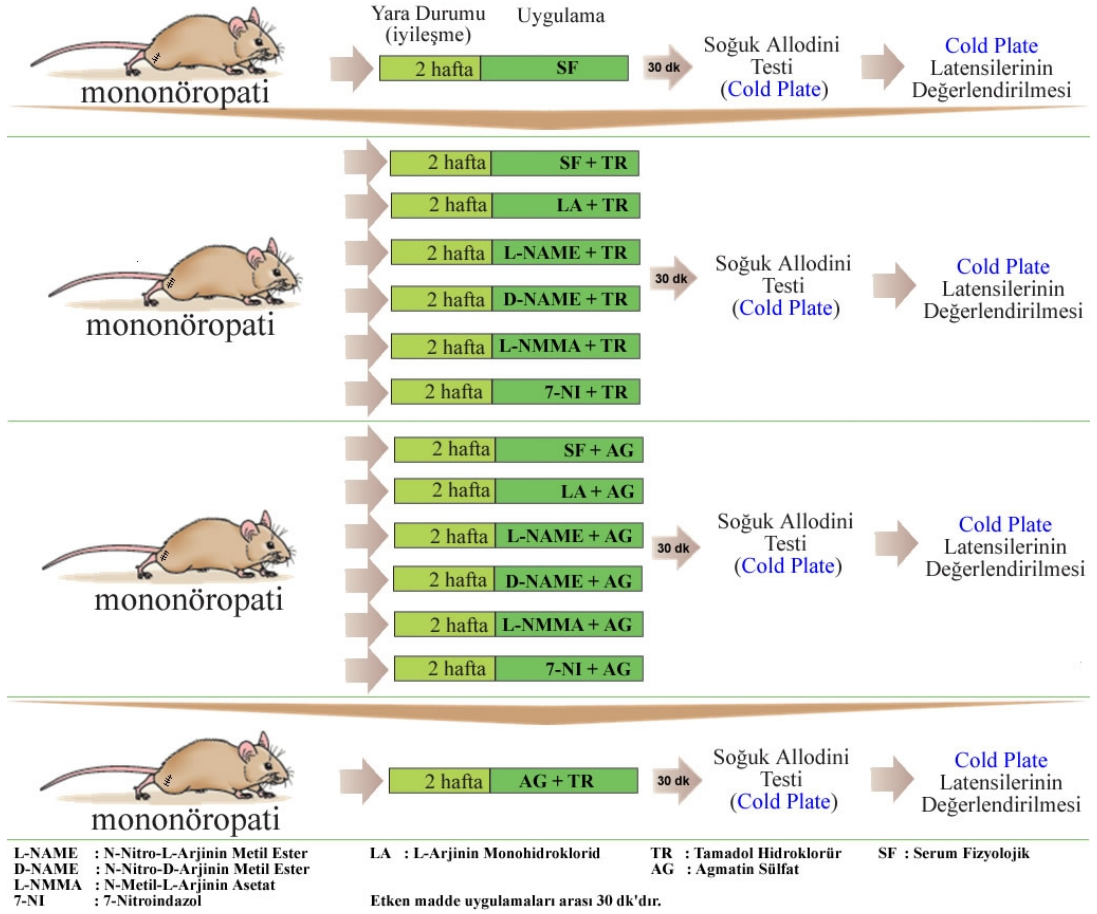 Yara Durumu
(iyileşme)
Uygulama
mononöropati
2 hafta SF
30 dk
Soğuk Allodini
Testi
(Cold Plate)
Cold Plate
Latensilerinin
Değerlendirilmesi
mononöropati
2 hafta SF + TR
2 hafta LA + TR
2 hafta L-NAME + TR
2 hafta D-NAME + TR
2 hafta L-NMMA + TR
2 hafta 7-NI + TR
30 dk
Soğuk Allodini
Testi
(Cold Plate)
Cold Plate
Latensilerinin
Değerlendirilmesi
mononöropati
2 hafta SF + AG
2 hafta LA + AG
2 hafta L-NAME + AG
2 hafta D-NAME + AG
2 hafta L-NMMA + AG
2 hafta 7-NI + AG
30 dk
Soğuk Allodini
Testi
(Cold Plate)
Cold Plate
Latensilerinin
Değerlendirilmesi
mononöropati
2 hafta AG + TR
30 dk
Soğuk Allodini
Testi
(Cold Plate)
Cold Plate
Latensilerinin
Değerlendirilmesi
L-NAME : N-Nitro-L-Arjinin Metil Ester
D-NAME : N-Nitro-D-Arjinin Metil Ester
L-NMMA : N-Metil-L-Arjinin Asetat
7-NI : 7-Nitroindazol
LA : L-Arjinin Monohidroklorid
Etken madde uygulamaları arası 30 dk'dır.
TR : Tamadol Hidroklorür
AG : Agmatin Sülfat
SF : Serum Fizyolojik